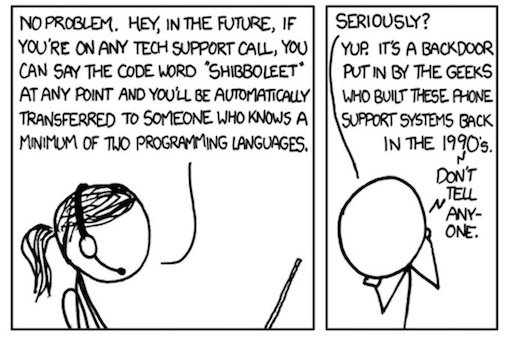 NO PROBLEM. HEY, IN THE FUTURE, IF
YOU'RE ON ANY TECH SUPPORT CALL, YOU
CAN SAY THE CODE WORD "SHIBBOLEET"
AT ANY POINT AND YOU'LL BE AUTOMATICALLY
TRANSFERRED TO SOMEONE WHO KNOWS A
MINIMUM OF TWO PROGRAMMING LANGUAGES.
SERIOUSLY?
YUP. IT'S A BACKDOOR
PUT IN BY THE GEEKS
WHO BUILT THESE PHONE
SUPPORT SYSTEMS BACK
IN THE 1990's.
DON'T
TELL
ANY-
ONE.